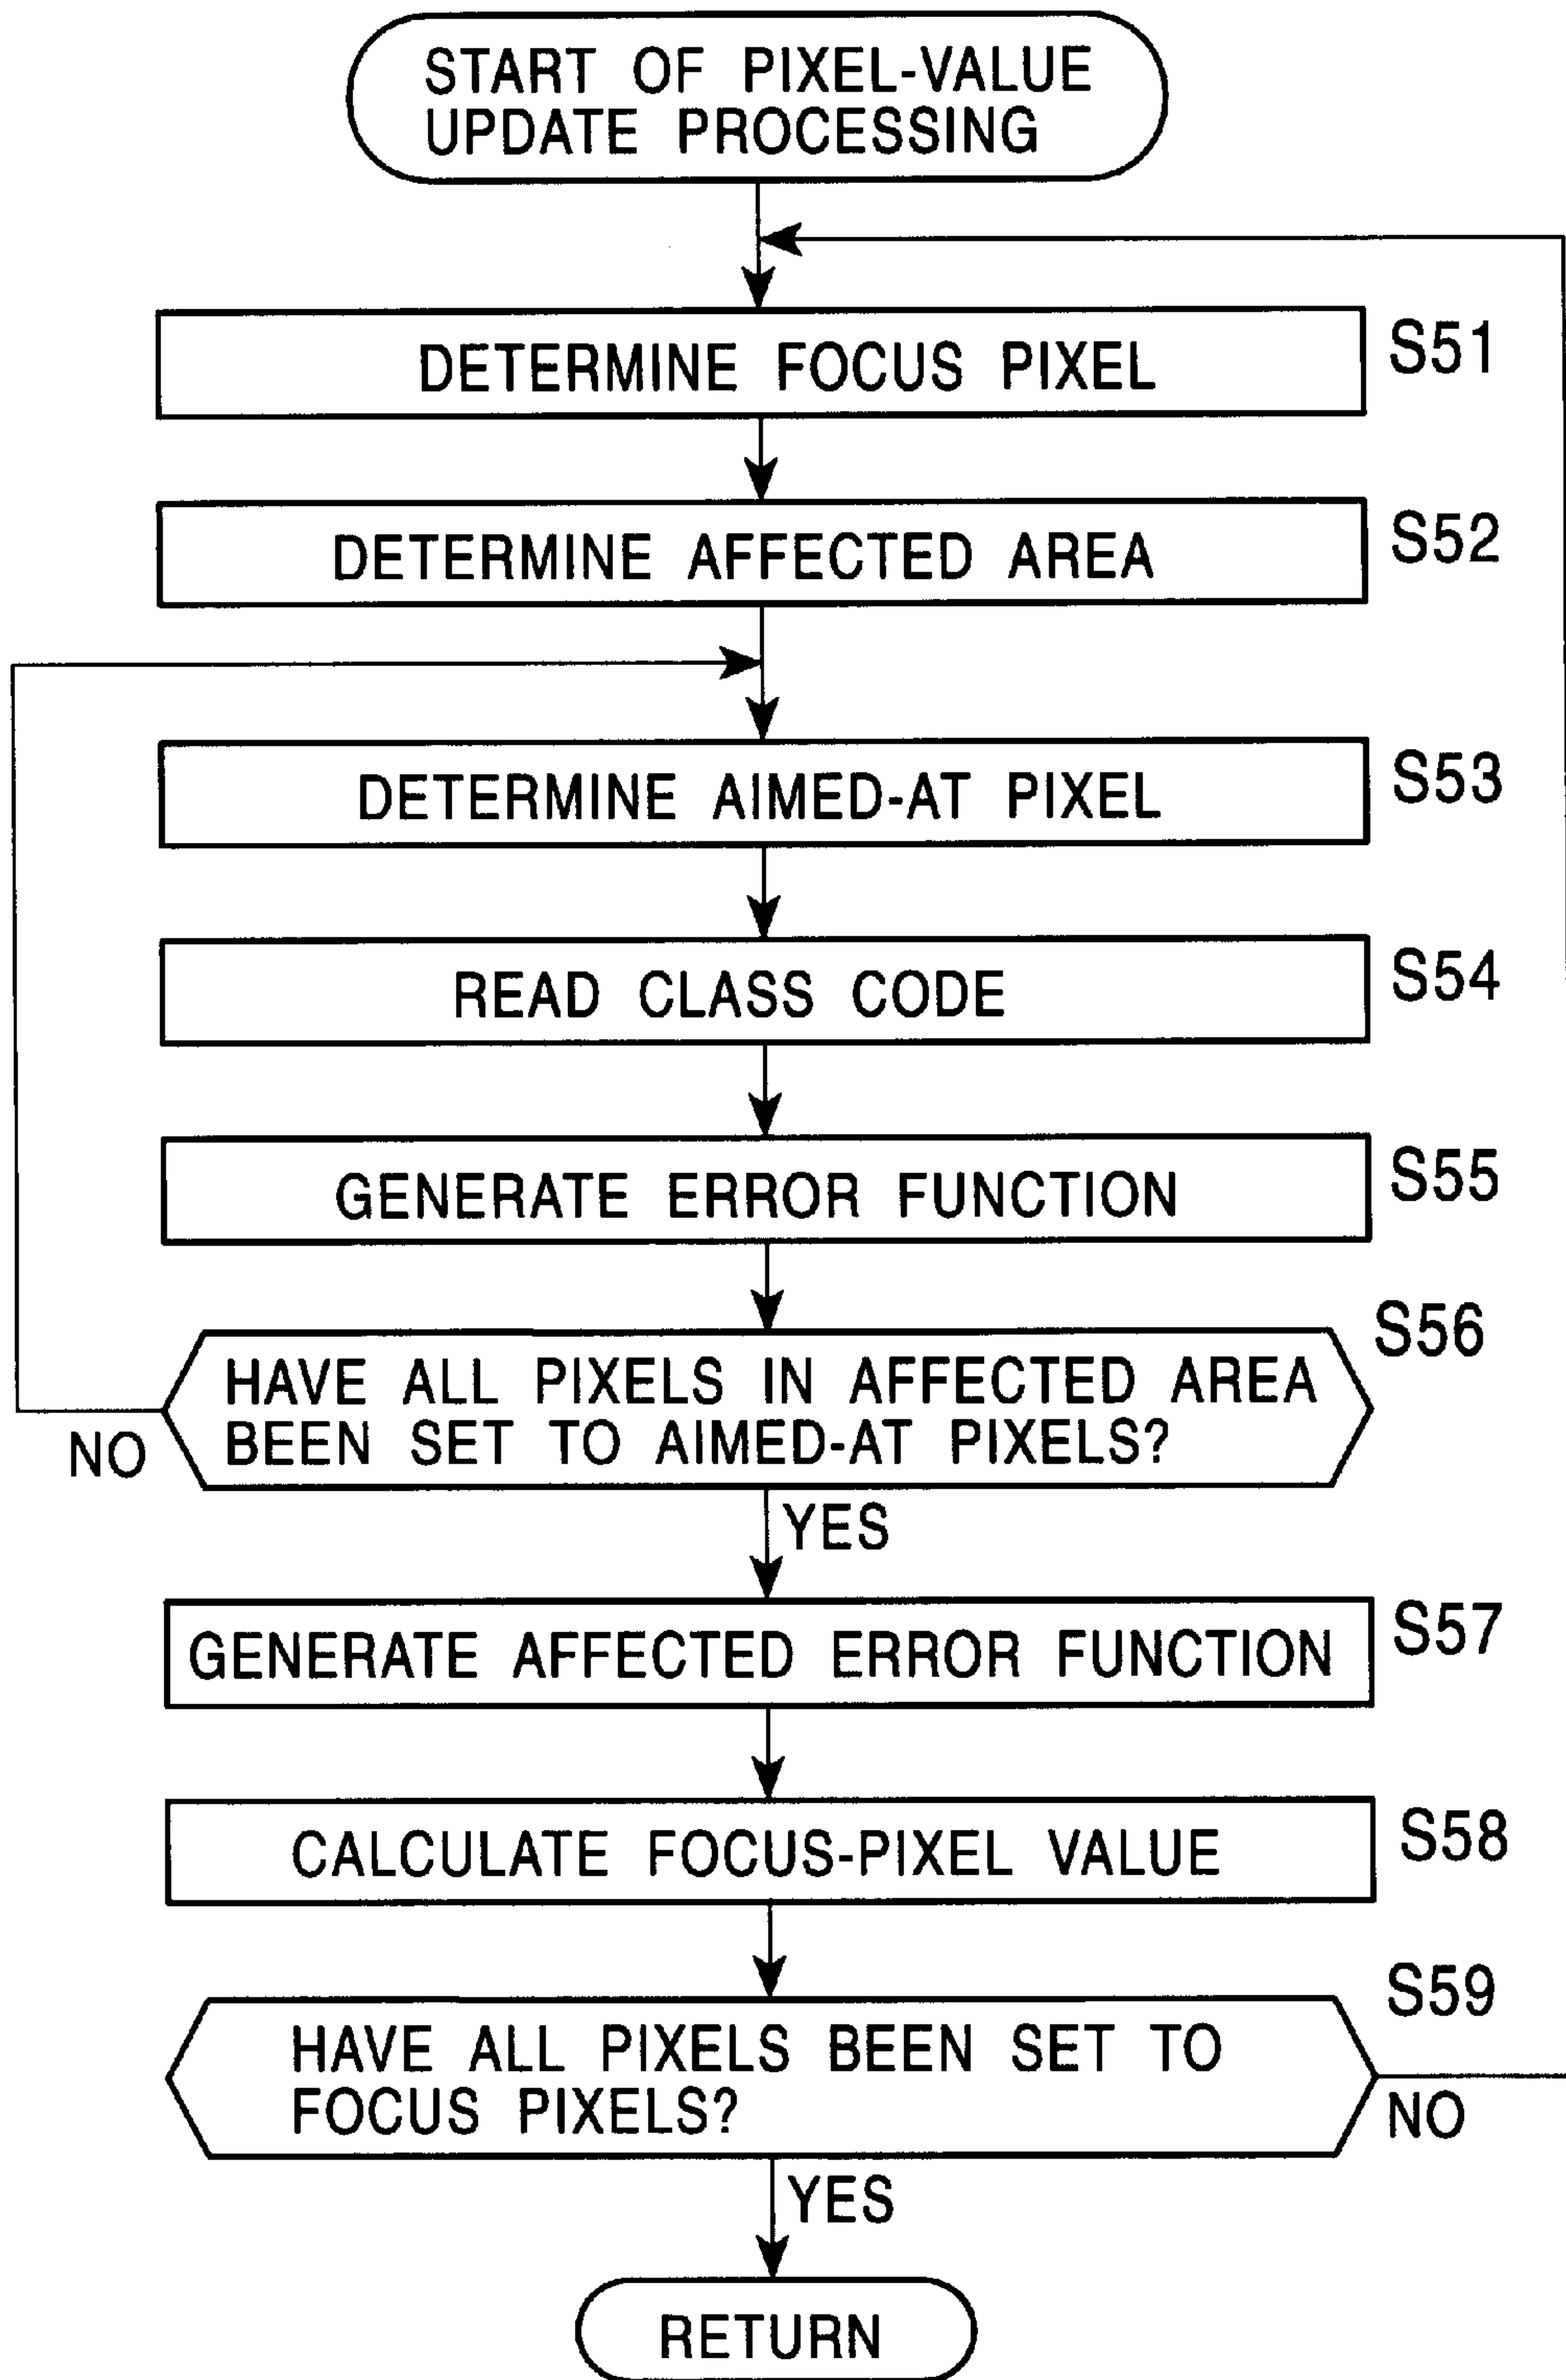 START OF PIXEL-VALUE
UPDATE PROCESSING
DETERMINE FOCUS PIXEL
S51
DETERMINE AFFECTED AREA
S52
DETERMINE AIMED-AT PIXEL
S53
READ CLASS CODE
S54
GENERATE ERROR FUNCTION
S55
S56
HAVE ALL PIXELS IN AFFECTED AREA
BEEN SET TO AIMED-AT PIXELS?
NO
YES
GENERATE AFFECTED ERROR FUNCTION
S57
CALCULATE FOCUS-PIXEL VALUE
S58
S59
HAVE ALL PIXELS BEEN SET TO
FOCUS PIXELS?
NO
YES
RETURN